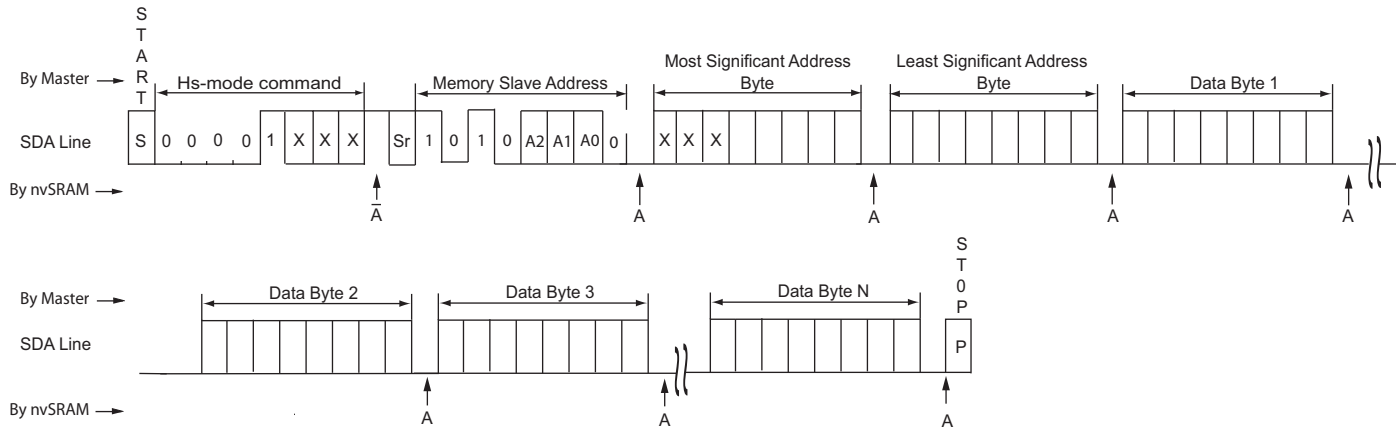 START
By Master
Hs-mode command
Memory Slave Address
Most Significant Address
Byte
Least Significant Address
Byte
Data Byte 1
SDA Line
S 0 0 0 0 1 X X X Sr 1 0 1 0 A2 A1 A0 0 X X X
By nvSRAM
A̅ A A A A
STOP
By Master
Data Byte 2
Data Byte 3
Data Byte N
SDA Line
P
By nvSRAM
A A A